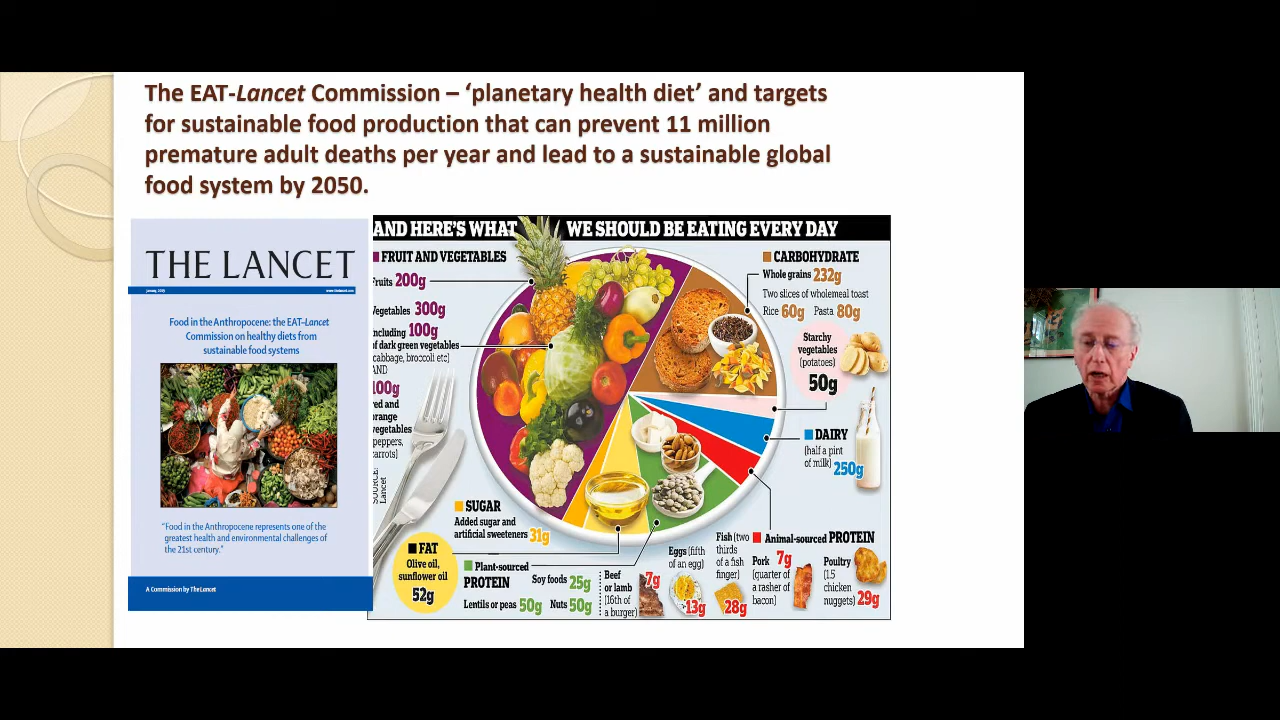 The EAT-Lancet Commission – ‘planetary health diet’ and targets
for sustainable food production that can prevent 11 million
premature adult deaths per year and lead to a sustainable global
food system by 2050.
THE LANCET
January, 2019
www.thelancet.com
Food in the Anthropocene: the EAT-Lancet
Commission on healthy diets from
sustainable food systems
"Food in the Anthropocene represents one of the
greatest health and environmental challenges of
the 21st century."
A Commission by The Lancet
AND HERE'S WHAT WE SHOULD BE EATING EVERY DAY
FRUIT AND VEGETABLES
Fruits 200g
Vegetables 300g
Including 100g
of dark green vegetables
(cabbage, broccoli etc)
AND
100g
red and
orange
vegetables
(peppers,
carrots)
SOURCE:
Lancet
CARBOHYDRATE
Whole grains 232g
Two slices of wholemeal toast
Rice 60g Pasta 80g
Starchy
vegetables
(potatoes)
50g
DAIRY
(half a pint
of milk) 250g
SUGAR
Added sugar and
artificial sweeteners 31g
FAT
Olive oil,
sunflower oil
52g
Plant-sourced
PROTEIN
Soy foods 25g
Lentils or peas 50g Nuts 50g
Animal-sourced PROTEIN
Beef
or lamb
(16th of
a burger)
7g
Eggs (fifth
of an egg)
13g
Fish (two
thirds
of a fish
finger)
28g
Pork 7g
(quarter of
a rasher of
bacon)
Poultry
(1.5
chicken
nuggets) 29g